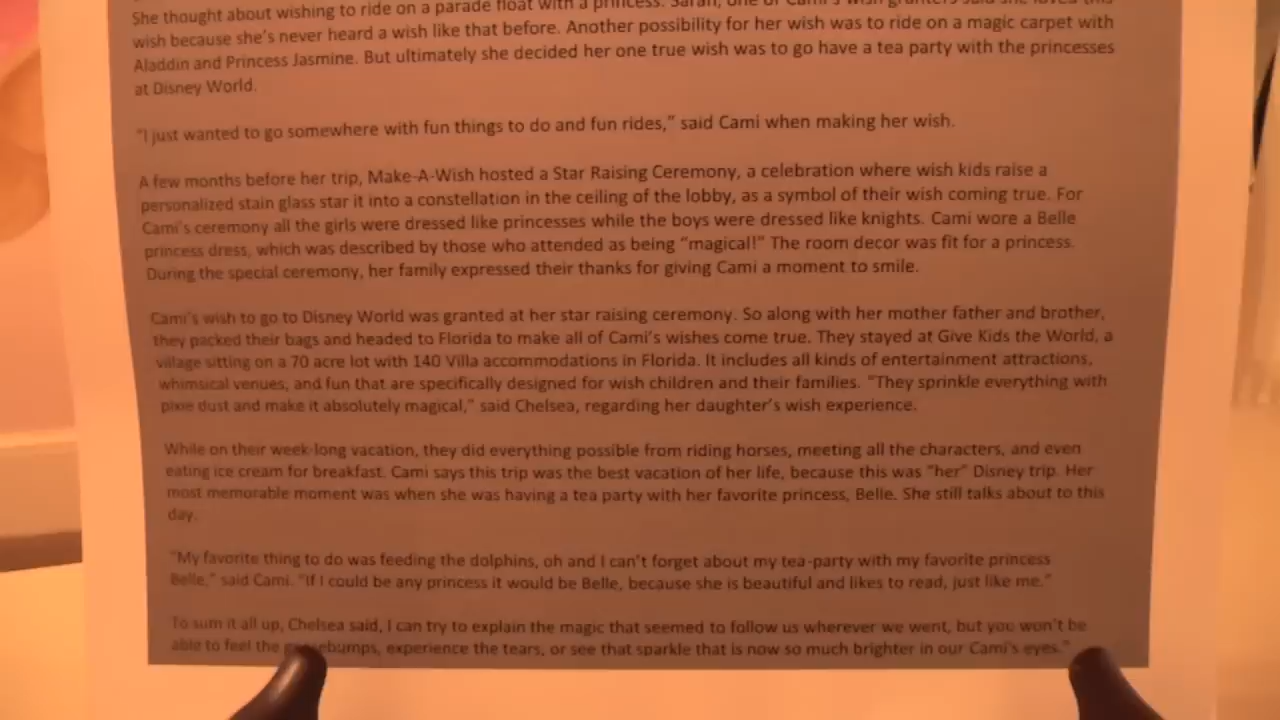 She thought about wishing to ride on a parade float with a princess. Sarah, one of Cami's wish granters said she loved this
wish because she's never heard a wish like that before. Another possibility for her wish was to ride on a magic carpet with
Aladdin and Princess Jasmine. But ultimately she decided her one true wish was to go have a tea party with the princesses
at Disney World.
"I just wanted to go somewhere with fun things to do and fun rides," said Cami when making her wish.
A few months before her trip, Make-A-Wish hosted a Star Raising Ceremony, a celebration where wish kids raise a
personalized stain glass star it into a constellation in the ceiling of the lobby, as a symbol of their wish coming true. For
Cami's ceremony all the girls were dressed like princesses while the boys were dressed like knights. Cami wore a Belle
princess dress, which was described by those who attended as being "magical!" The room decor was fit for a princess.
During the special ceremony, her family expressed their thanks for giving Cami a moment to smile.
Cami's wish to go to Disney World was granted at her star raising ceremony. So along with her mother father and brother,
they packed their bags and headed to Florida to make all of Cami's wishes come true. They stayed at Give Kids the World, a
village sitting on a 70 acre lot with 140 Villa accommodations in Florida. It includes all kinds of entertainment attractions,
whimsical venues, and fun that are specifically designed for wish children and their families. "They sprinkle everything with
pixie dust and make it absolutely magical," said Chelsea, regarding her daughter's wish experience.
While on their week-long vacation, they did everything possible from riding horses, meeting all the characters, and even
eating ice cream for breakfast. Cami says this trip was the best vacation of her life, because this was "her" Disney trip. Her
most memorable moment was when she was having a tea party with her favorite princess, Belle. She still talks about to this
day.
"My favorite thing to do was feeding the dolphins, oh and I can't forget about my tea-party with my favorite princess
Belle," said Cami. "If I could be any princess it would be Belle, because she is beautiful and likes to read, just like me."
To sum it all up, Chelsea said, I can try to explain the magic that seemed to follow us wherever we went, but you won't be
able to feel the goosebumps, experience the tears, or see that sparkle that is now so much brighter in our Cami's eyes."